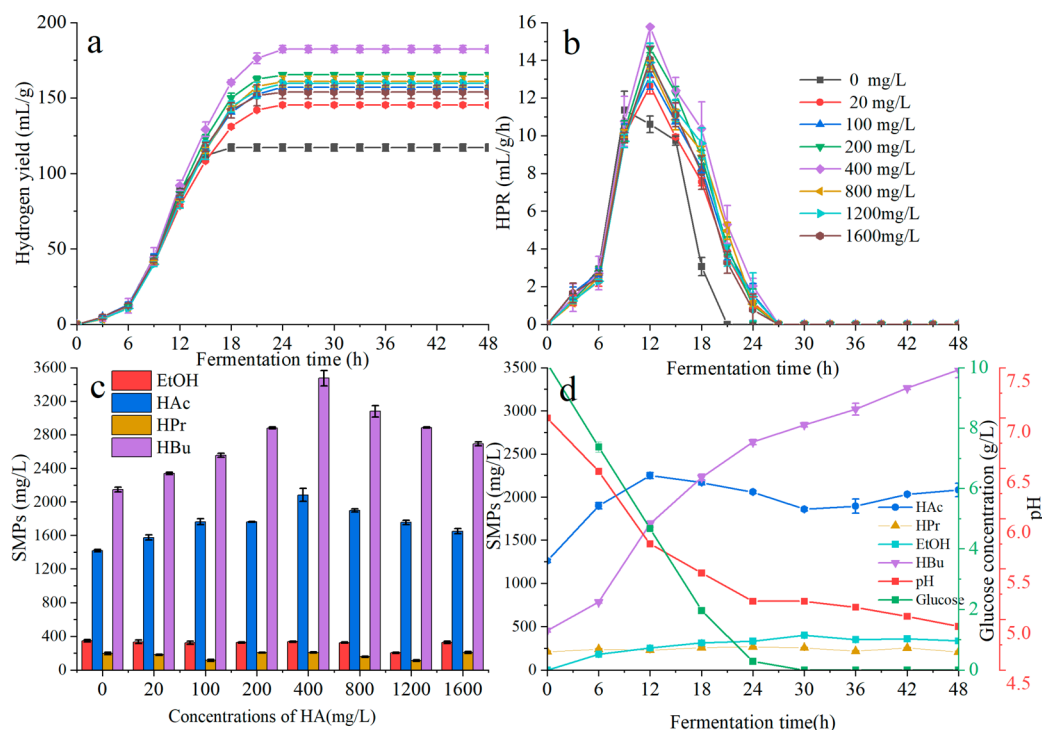 a
Hydrogen yield (mL/g)
200
150
100
50
0
0 6 12 18 24 30 36 42 48
Fermentation time (h)
b
HPR (mL/g/h)
16
14
12
10
8
6
4
2
0
0 6 12 18 24 30 36 42 48
Fermention time (h)
0 mg/L
20 mg/L
100 mg/L
200 mg/L
400 mg/L
800 mg/L
1200mg/L
1600mg/L
c
SMPs (mg/L)
3600
3200
2800
2400
2000
1600
1200
800
400
0
EtOH
HAc
HPr
HBu
0 20 100 200 400 800 1200 1600
Concentrations of HA(mg/L)
d
SMPs (mg/L)
3500
3000
2500
2000
1500
1000
500
0
0 6 12 18 24 30 36 42 48
Fermention time(h)
HAc
HPr
EtOH
HBu
pH
Glucose
Glucose concentration (g/L)
10
8
6
4
2
0
pH
7.5
7.0
6.5
6.0
5.5
5.0
4.5